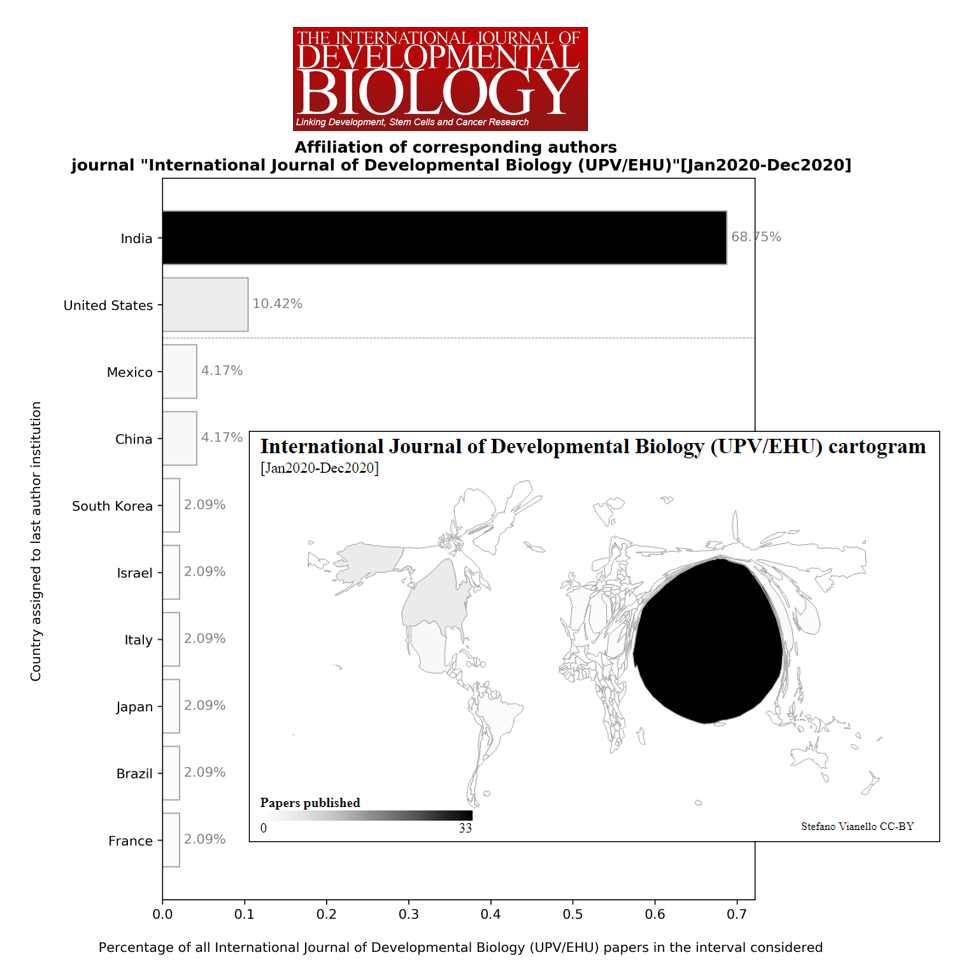 THE INTERNATIONAL JOURNAL OF
DEVELOPMENTAL
BIOLOGY
Linking Development, Stem Cells and Cancer Research
Affiliation of corresponding authors
journal "International Journal of Developmental Biology (UPV/EHU)"[Jan2020-Dec2020]
Country assigned to last author institution
India
68.75%
United States
10.42%
Mexico
4.17%
China
4.17%
South Korea
2.09%
Israel
2.09%
Italy
2.09%
Japan
2.09%
Brazil
2.09%
France
2.09%
International Journal of Developmental Biology (UPV/EHU) cartogram
[Jan2020-Dec2020]
Papers published
0 33
Stefano Vianello CC-BY
0.0 0.1 0.2 0.3 0.4 0.5 0.6 0.7
Percentage of all International Journal of Developmental Biology (UPV/EHU) papers in the interval considered